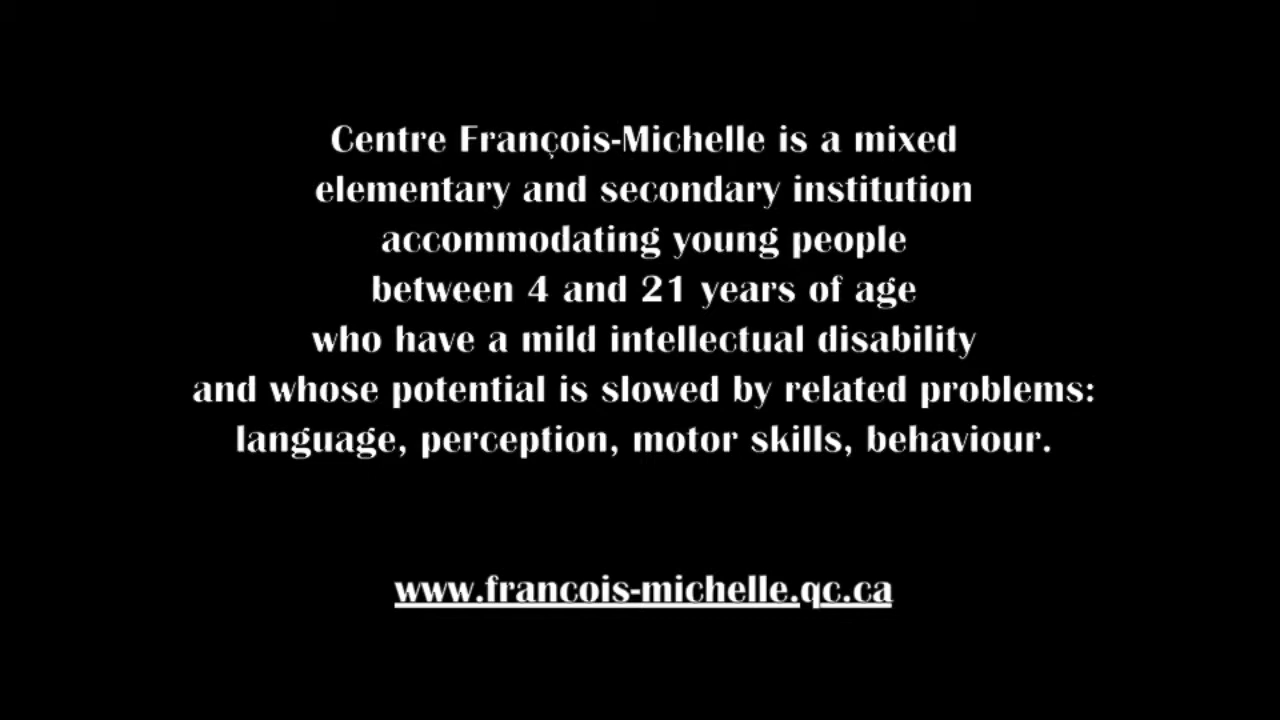 Centre François-Michelle is a mixed
elementary and secondary institution
accommodating young people
between 4 and 21 years of age
who have a mild intellectual disability
and whose potential is slowed by related problems:
language, perception, motor skills, behaviour.
www.francois-michelle.qc.ca